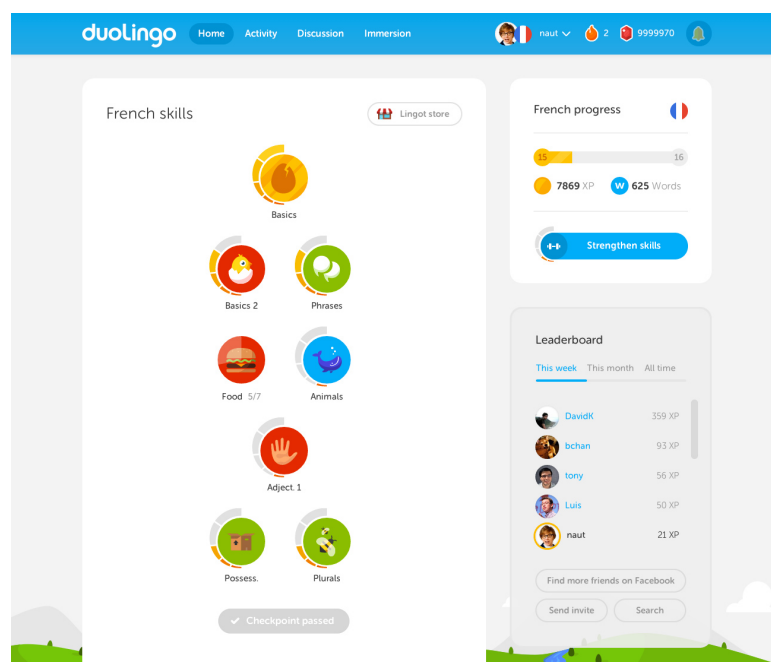 duolingo Home Activity Discussion Immersion naut 2 9999970
French skills
Lingot store
Basics
Basics 2 Phrases
Food 5/7 Animals
Adject. 1
Possess. Plurals
Checkpoint passed
French progress
15 16
7869 XP W 625 Words
Strengthen skills
Leaderboard
This week This month All time
DavidK 359 XP
bchan 93 XP
tony 56 XP
Luis 50 XP
naut 21 XP
Find more friends on Facebook
Send invite Search